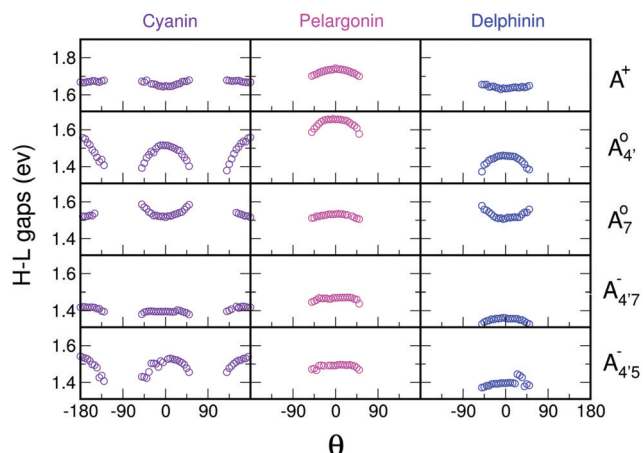 Cyanin Pelargonin Delphinin
1.8
1.6
A+
1.6
1.4
Ao4'
1.6
1.4
Ao7
1.6
1.4
A-4'7
1.6
1.4
A-4'5
H-L gaps (ev)
-180 -90 0 90 -90 0 90 -90 0 90 180
θ